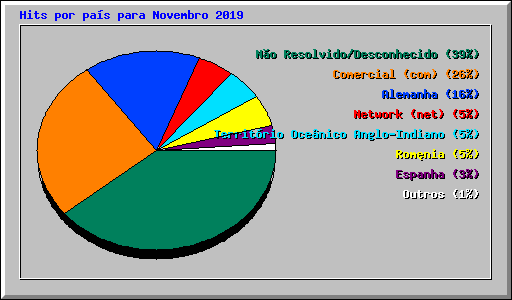 Hits por país para Novembro 2019
Não Resolvido/Desconhecido (39%)
Comercial (com) (26%)
Alemanha (16%)
Network (net) (5%)
Território Oceânico Anglo-Indiano (5%)
Romęnia (5%)
Espanha (3%)
Outros (1%)